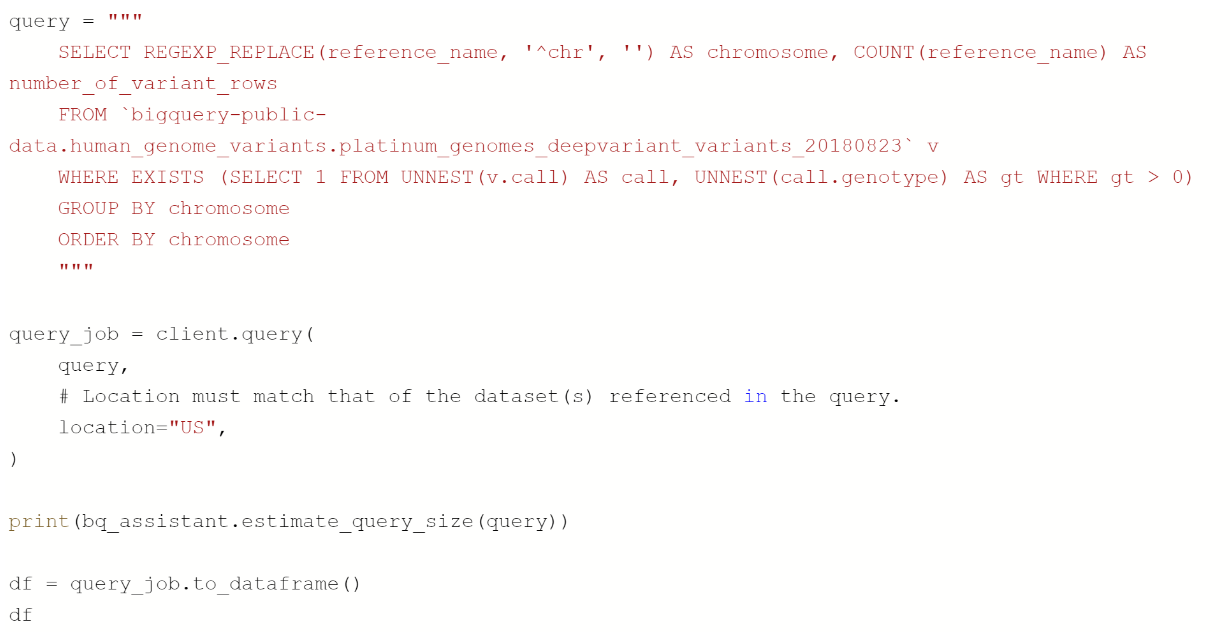 query = """
    SELECT REGEXP_REPLACE(reference_name, '^chr', '') AS chromosome, COUNT(reference_name) AS
number_of_variant_rows
    FROM `bigquery-public-
data.human_genome_variants.platinum_genomes_deepvariant_variants_20180823` v
    WHERE EXISTS (SELECT 1 FROM UNNEST(v.call) AS call, UNNEST(call.genotype) AS gt WHERE gt > 0)
    GROUP BY chromosome
    ORDER BY chromosome
    """

query_job = client.query(
    query,
    # Location must match that of the dataset(s) referenced in the query.
    location="US",
)

print(bq_assistant.estimate_query_size(query))

df = query_job.to_dataframe()
df